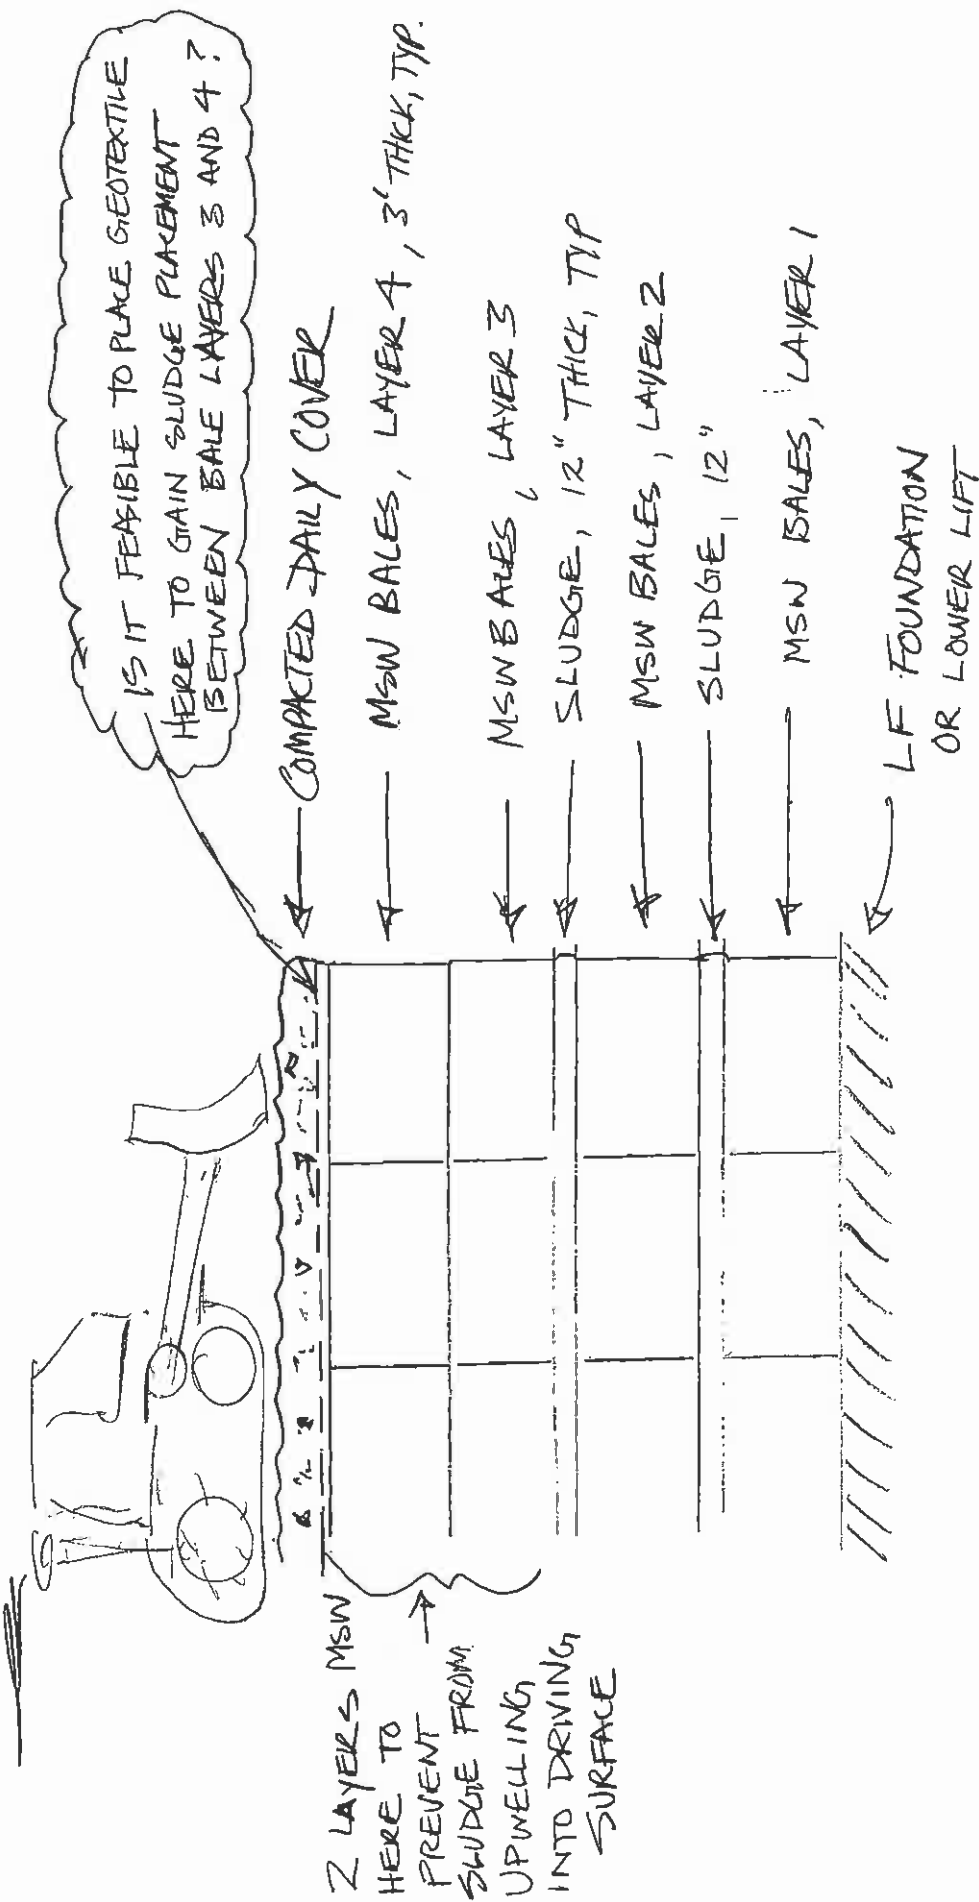 IS IT FEASIBLE TO PLACE GEOTEXTILE
HERE TO GAIN SLUDGE PLACEMENT
BETWEEN BALE LAYERS 3 AND 4?
COMPACTED DAILY COVER
MSW BALES, LAYER 4, 3' THICK, TYP.
MSW BALES, LAYER 3
SLUDGE, 12" THICK, TYP
MSW BALES, LAYER 2
SLUDGE, 12"
MSW BALES, LAYER 1
LF FOUNDATION
OR LOWER LIFT
2 LAYERS MSW
HERE TO
PREVENT
SLUDGE FROM
UPWELLING
INTO DRIVING
SURFACE